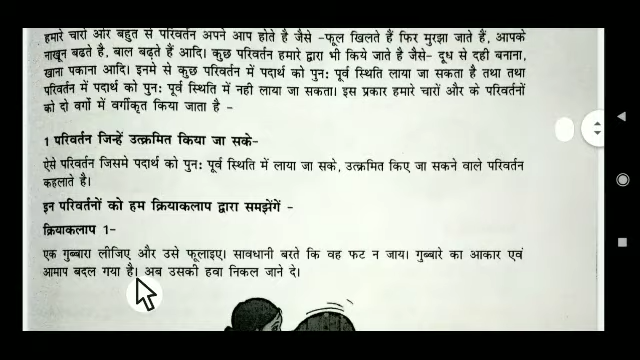 हमारे चारो ओर बहुत से परिवर्तन अपने आप होते है जैसे -फूल खिलते हैं फिर मुरझा जाते हैं, आपके
नाखून बढते है, बाल बढ़ते हैं आदि। कुछ परिवर्तन हमारे द्वारा भी किये जाते है जैसे- दूध से दही बनाना,
खाना पकाना आदि। इनमे से कुछ परिवर्तन में पदार्थ को पुनः पूर्व स्थिति लाया जा सकता है तथा तथा
परिवर्तन में पदार्थ को पुनः पूर्व स्थिति में नही लाया जा सकता। इस प्रकार हमारे चारों और के परिवर्तनों
को दो वर्गो में वर्गीकृत किया जाता है -
1 परिवर्तन जिन्हें उत्क्रमित किया जा सके-
ऐसे परिवर्तन जिसमे पदार्थ को पुनः पूर्व स्थिति में लाया जा सके, उत्क्रमित किए जा सकने वाले परिवर्तन
कहलाते है।
इन परिवर्तनों को हम क्रियाकलाप द्वारा समझेंगें -
क्रियाकलाप 1-
एक गुब्बारा लीजिए और उसे फूलाइए। सावधानी बरते कि वह फट न जाय। गुब्बारे का आकार एवं
आमाप बदल गया है। अब उसकी हवा निकल जाने दे।